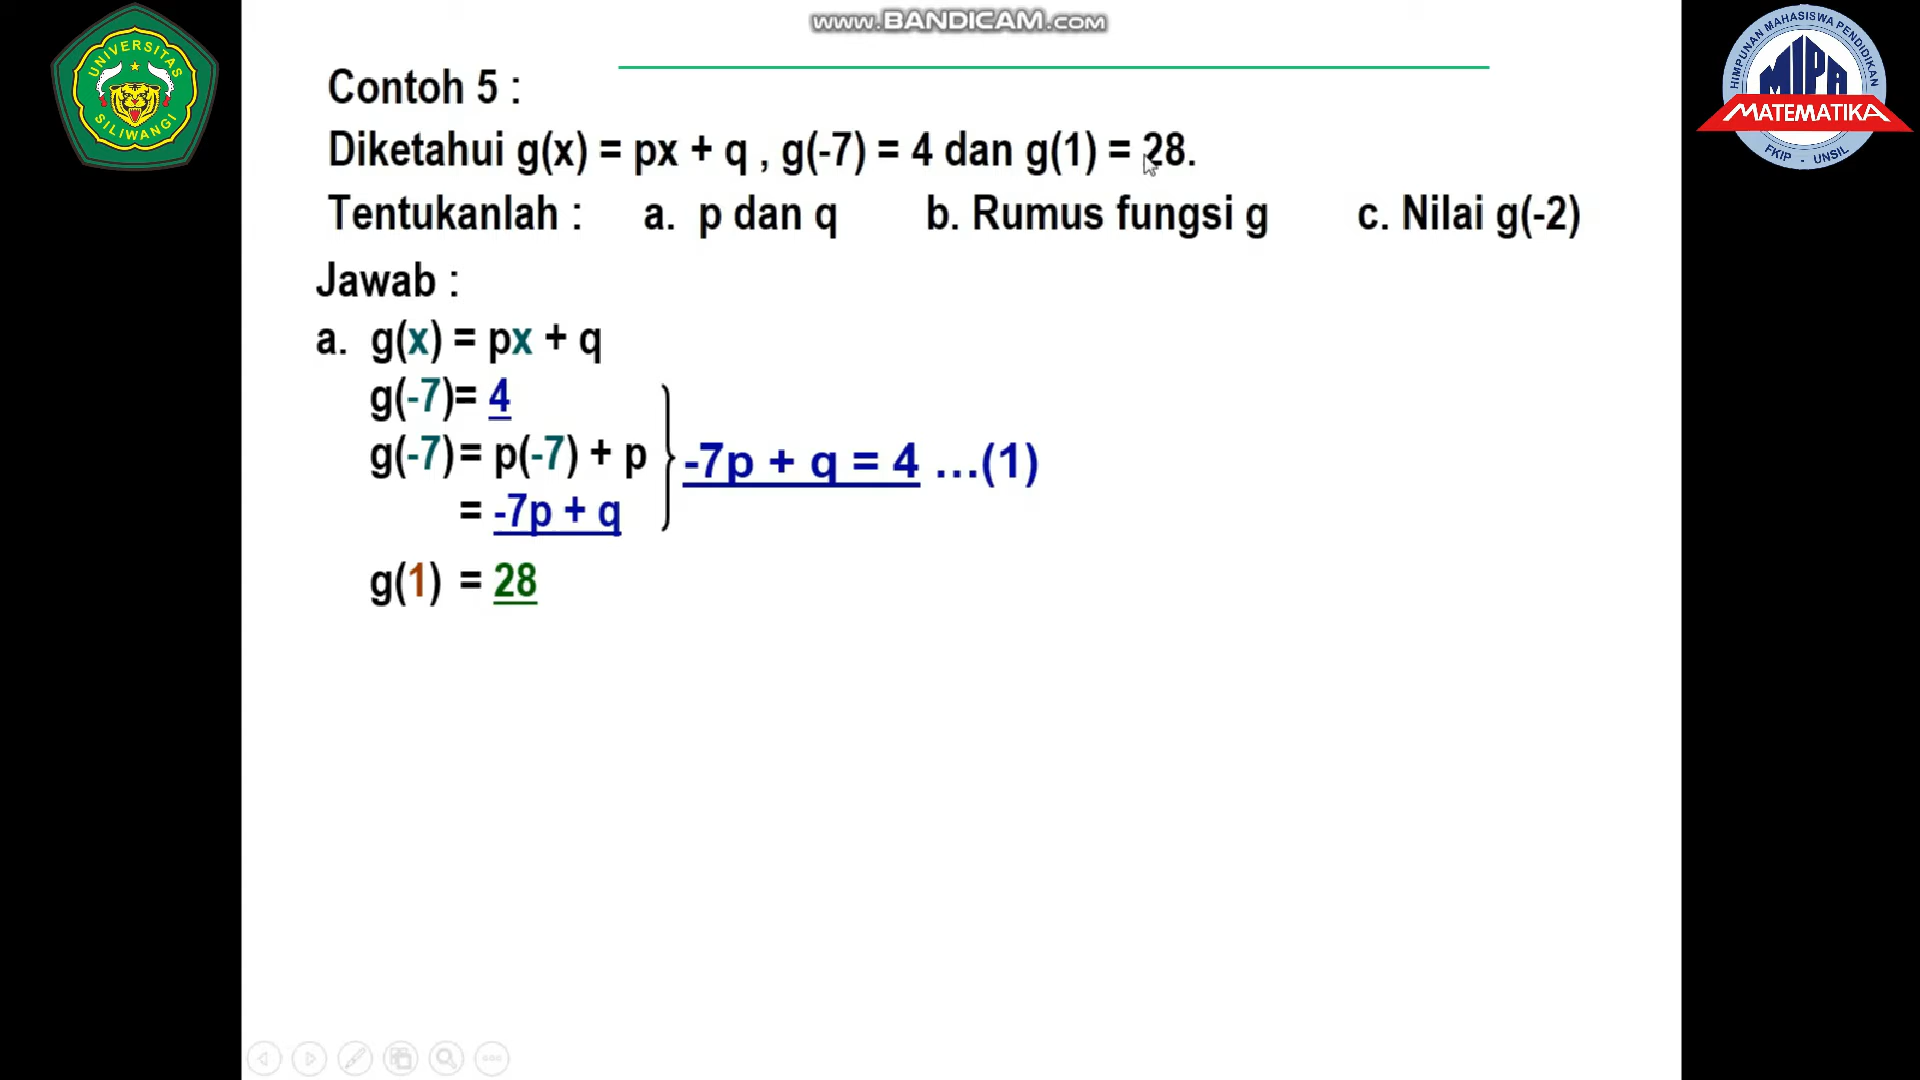 www.BANDICAM.com
UNIVERSITAS
SILIWANGI
HIMPUNAN MAHASISWA PENDIDIKAN
MIPA
MATEMATIKA
FKIP - UNSIL
Contoh 5 :
Diketahui g(x) = px + q , g(-7) = 4 dan g(1) = 28.
Tentukanlah : a. p dan q b. Rumus fungsi g c. Nilai g(-2)
Jawab :
a. g(x) = px + q
g(-7)= 4
g(-7)= p(-7) + p
-7p + q = 4 ...(1)
= -7p + q
g(1) = 28